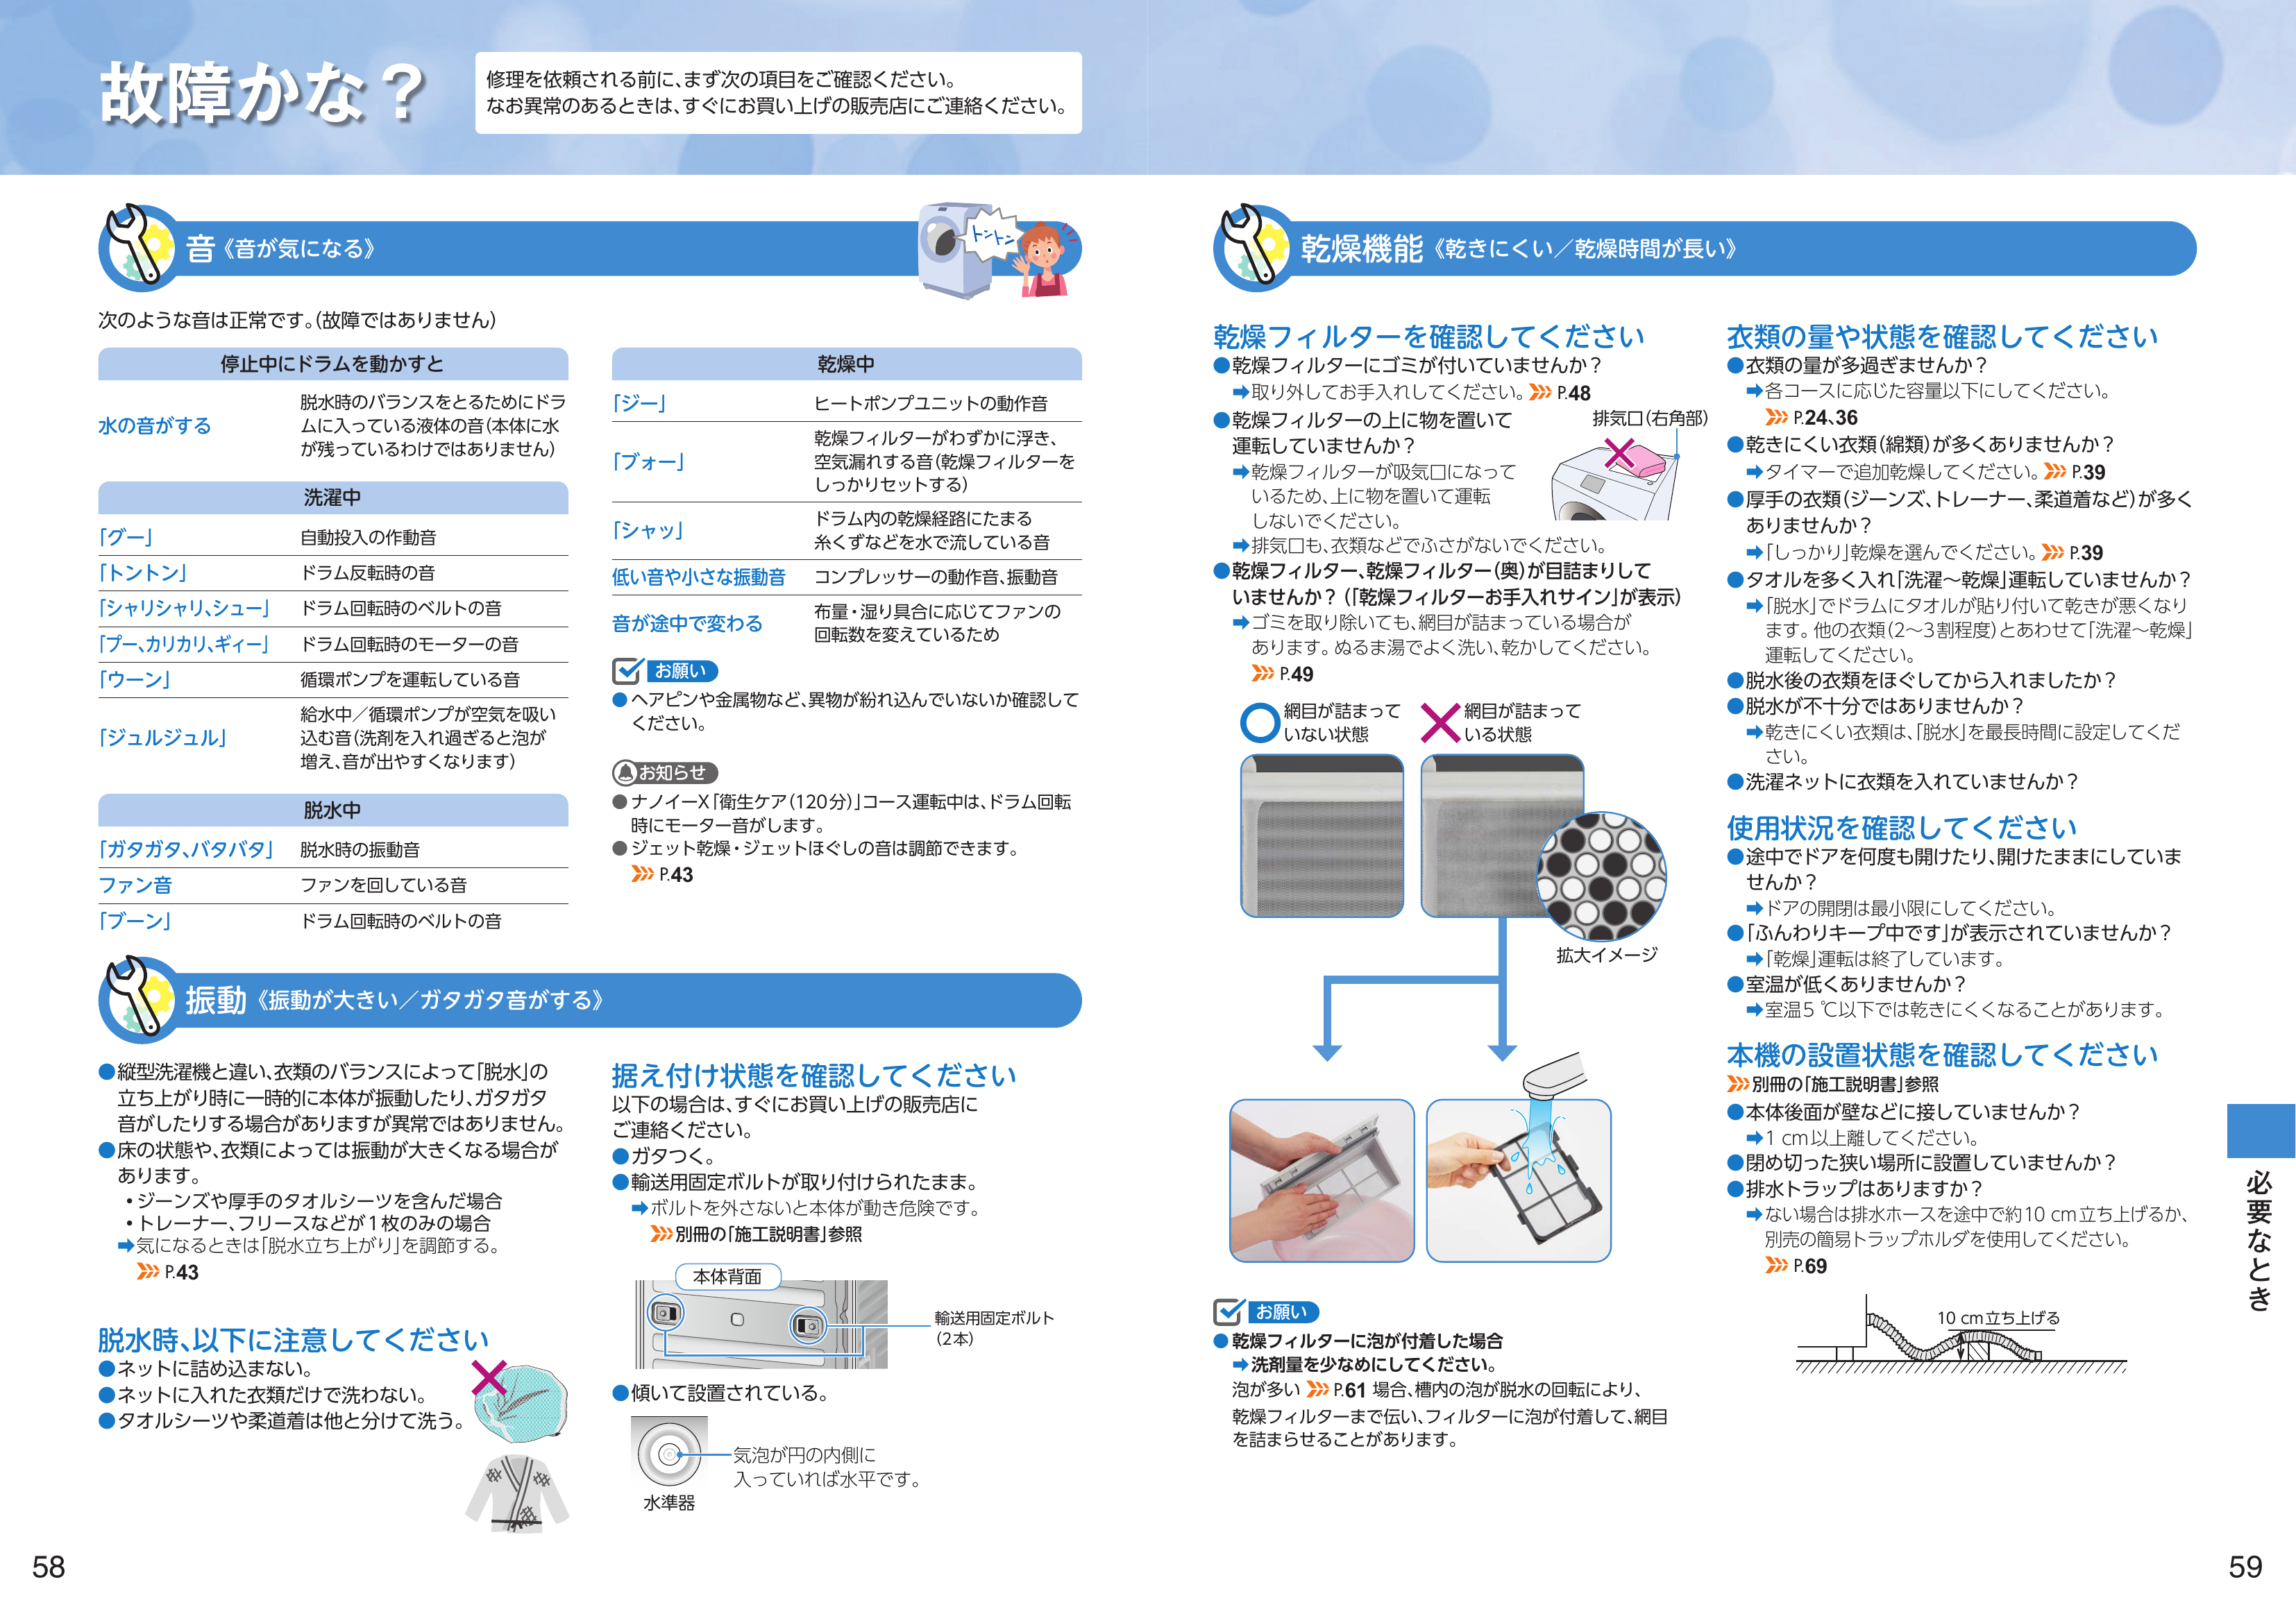 故障かな？
修理を依頼される前に、まず次の項目をご確認ください。
なお異常のあるときは、すぐにお買い上げの販売店にご連絡ください。
音《音が気になる》
トントン
次のような音は正常です。（故障ではありません）
停止中にドラムを動かすと
水の音がする
脱水時のバランスをとるためにドラ
ムに入っている液体の音（本体に水
が残っているわけではありません）
洗濯中
「グー」 自動投入の作動音
「トントン」 ドラム反転時の音
「シャリシャリ、シュー」 ドラム回転時のベルトの音
「プー、カリカリ、ギィー」 ドラム回転時のモーターの音
「ウーン」 循環ポンプを運転している音
「ジュルジュル」
給水中／循環ポンプが空気を吸い
込む音（洗剤を入れ過ぎると泡が
増え、音が出やすくなります）
脱水中
「ガタガタ、バタバタ」 脱水時の振動音
ファン音 ファンを回している音
「ブーン」 ドラム回転時のベルトの音
乾燥中
「ジー」 ヒートポンプユニットの動作音
「ブォー」
乾燥フィルターがわずかに浮き、
空気漏れする音（乾燥フィルターを
しっかりセットする）
「シャッ」
ドラム内の乾燥経路にたまる
糸くずなどを水で流している音
低い音や小さな振動音 コンプレッサーの動作音、振動音
音が途中で変わる
布量・湿り具合に応じてファンの
回転数を変えているため
お願い
●ヘアピンや金属物など、異物が紛れ込んでいないか確認して
ください。
お知らせ
●ナノイーX「衛生ケア（120分）」コース運転中は、ドラム回転
時にモーター音がします。
●ジェット乾燥・ジェットほぐしの音は調節できます。
P.43
振動《振動が大きい／ガタガタ音がする》
●縦型洗濯機と違い、衣類のバランスによって「脱水」の
立ち上がり時に一時的に本体が振動したり、ガタガタ
音がしたりする場合がありますが異常ではありません。
●床の状態や、衣類によっては振動が大きくなる場合が
あります。
・ジーンズや厚手のタオルシーツを含んだ場合
・トレーナー、フリースなどが1枚のみの場合
➡気になるときは「脱水立ち上がり」を調節する。
P.43
脱水時、以下に注意してください
●ネットに詰め込まない。
●ネットに入れた衣類だけで洗わない。
●タオルシーツや柔道着は他と分けて洗う。
据え付け状態を確認してください
以下の場合は、すぐにお買い上げの販売店に
ご連絡ください。
●ガタつく。
●輸送用固定ボルトが取り付けられたまま。
➡ボルトを外さないと本体が動き危険です。
別冊の「施工説明書」参照
本体背面
輸送用固定ボルト
（2本）
●傾いて設置されている。
気泡が円の内側に
入っていれば水平です。
水準器
58
乾燥機能《乾きにくい／乾燥時間が長い》
乾燥フィルターを確認してください
●乾燥フィルターにゴミが付いていませんか？
➡取り外してお手入れしてください。 P.48
●乾燥フィルターの上に物を置いて
運転していませんか？
➡乾燥フィルターが吸気口になって
いるため、上に物を置いて運転
しないでください。
排気口（右角部）
➡排気口も、衣類などでふさがないでください。
●乾燥フィルター、乾燥フィルター（奥）が目詰まりして
いませんか？（「乾燥フィルターお手入れサイン」が表示）
➡ゴミを取り除いても、網目が詰まっている場合が
あります。ぬるま湯でよく洗い、乾かしてください。
P.49
網目が詰まって
いない状態
網目が詰まって
いる状態
拡大イメージ
お願い
●乾燥フィルターに泡が付着した場合
➡洗剤量を少なめにしてください。
泡が多い P.61 場合、槽内の泡が脱水の回転により、
乾燥フィルターまで伝い、フィルターに泡が付着して、網目
を詰まらせることがあります。
衣類の量や状態を確認してください
●衣類の量が多過ぎませんか？
➡各コースに応じた容量以下にしてください。
P.24、36
●乾きにくい衣類（綿類）が多くありませんか？
➡タイマーで追加乾燥してください。 P.39
●厚手の衣類（ジーンズ、トレーナー、柔道着など）が多く
ありませんか？
➡「しっかり」乾燥を選んでください。 P.39
●タオルを多く入れ「洗濯～乾燥」運転していませんか？
➡「脱水」でドラムにタオルが貼り付いて乾きが悪くなり
ます。他の衣類（2～3割程度）とあわせて「洗濯～乾燥」
運転してください。
●脱水後の衣類をほぐしてから入れましたか？
●脱水が不十分ではありませんか？
➡乾きにくい衣類は、「脱水」を最長時間に設定してくだ
さい。
●洗濯ネットに衣類を入れていませんか？
使用状況を確認してください
●途中でドアを何度も開けたり、開けたままにしていま
せんか？
➡ドアの開閉は最小限にしてください。
●「ふんわりキープ中です」が表示されていませんか？
➡「乾燥」運転は終了しています。
●室温が低くありませんか？
➡室温5 ℃以下では乾きにくくなることがあります。
本機の設置状態を確認してください
別冊の「施工説明書」参照
●本体後面が壁などに接していませんか？
➡1 cm以上離してください。
●閉め切った狭い場所に設置していませんか？
●排水トラップはありますか？
➡ない場合は排水ホースを途中で約10 cm立ち上げるか、
別売の簡易トラップホルダを使用してください。
P.69
10 cm立ち上げる
必要なとき
59